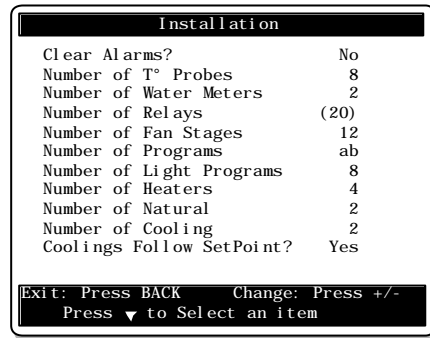 Installation
Clear Alarms? No
Number of T° Probes 8
Number of Water Meters 2
Number of Relays (20)
Number of Fan Stages 12
Number of Programs ab
Number of Light Programs 8
Number of Heaters 4
Number of Natural 2
Number of Cooling 2
Coolings Follow SetPoint? Yes
Exit: Press BACK Change: Press +/-
Press ▼ to Select an item